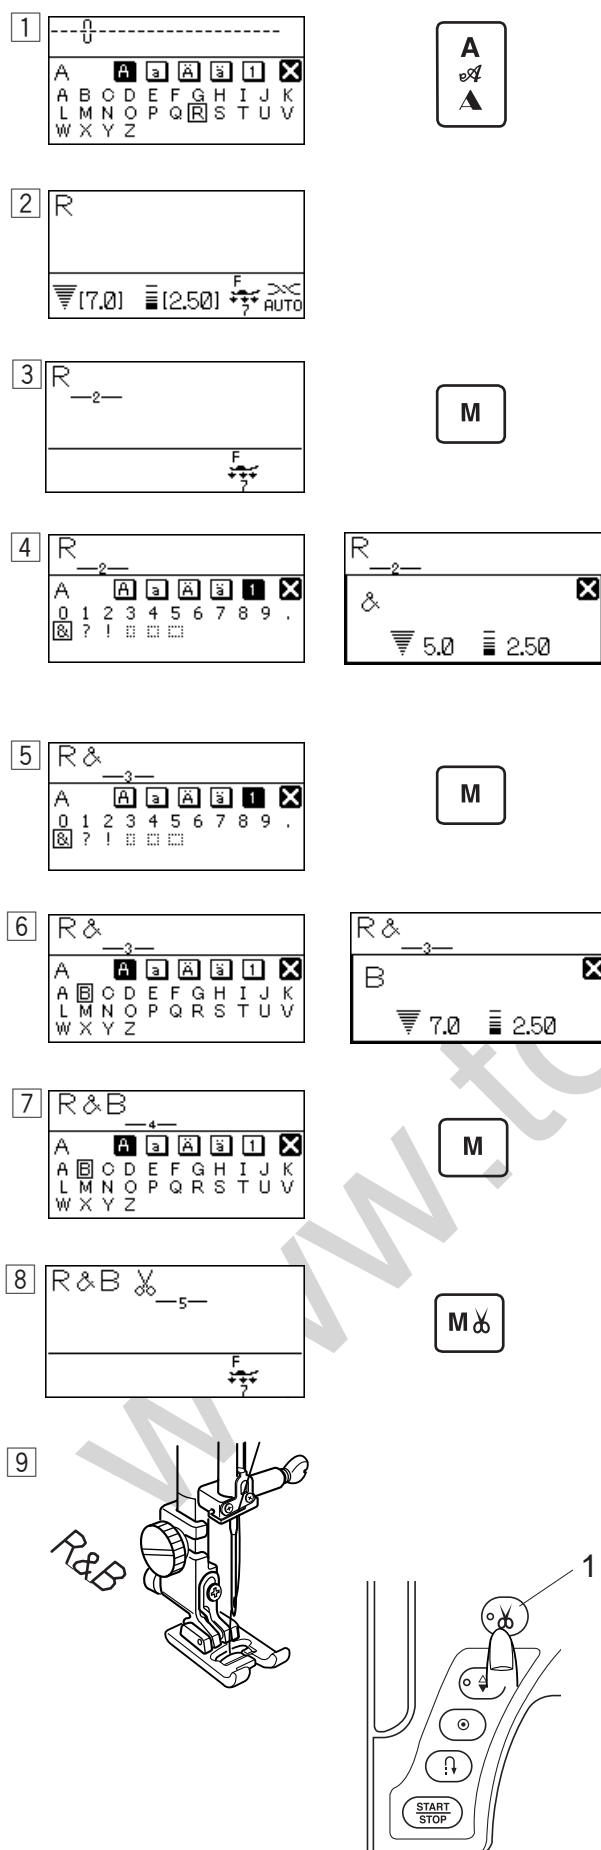 1
A A a Ä ä 1 X
A B C D E F G H I J K
L M N O P Q R S T U V
W X Y Z
A
A
A
2
R
[7.0] [2.50] F 7 AUTO
3
R
2
F
7
M
4
R
2
A A a Ä ä 1 X
0 1 2 3 4 5 6 7 8 9 .
& ? !
R
2
& X
5.0 2.50
5
R&
3
A A a Ä ä 1 X
0 1 2 3 4 5 6 7 8 9 .
& ? !
M
6
R&
3
A A a Ä ä 1 X
A B C D E F G H I J K
L M N O P Q R S T U V
W X Y Z
R&
3
B X
7.0 2.50
7
R&B
4
A A a Ä ä 1 X
A B C D E F G H I J K
L M N O P Q R S T U V
W X Y Z
M
8
R&B
5
F
7
M
9
R&B
1
START
STOP